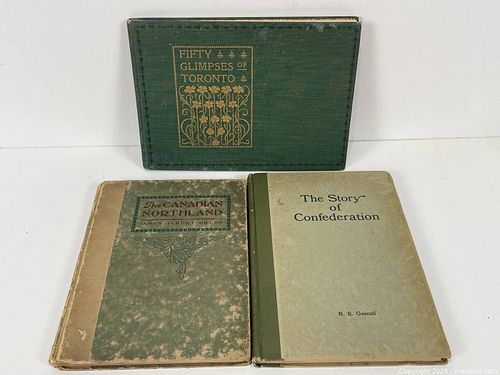 FIFTY
GLIMPSES OF
TORONTO
The CANADIAN
NORTHLAND
The Story
of
Confederation
R. E. Gosnell